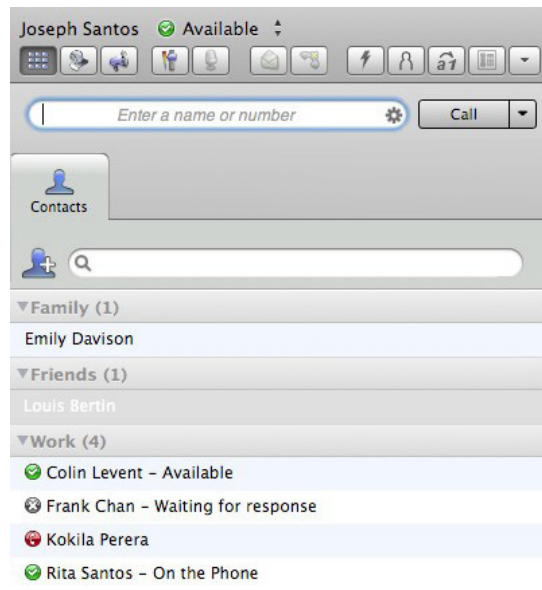 Joseph Santos Available
a1
Enter a name or number
Call
Contacts
Family (1)
Emily Davison
Friends (1)
Louis Bertin
Work (4)
Colin Levent – Available
Frank Chan – Waiting for response
Kokila Perera
Rita Santos – On the Phone